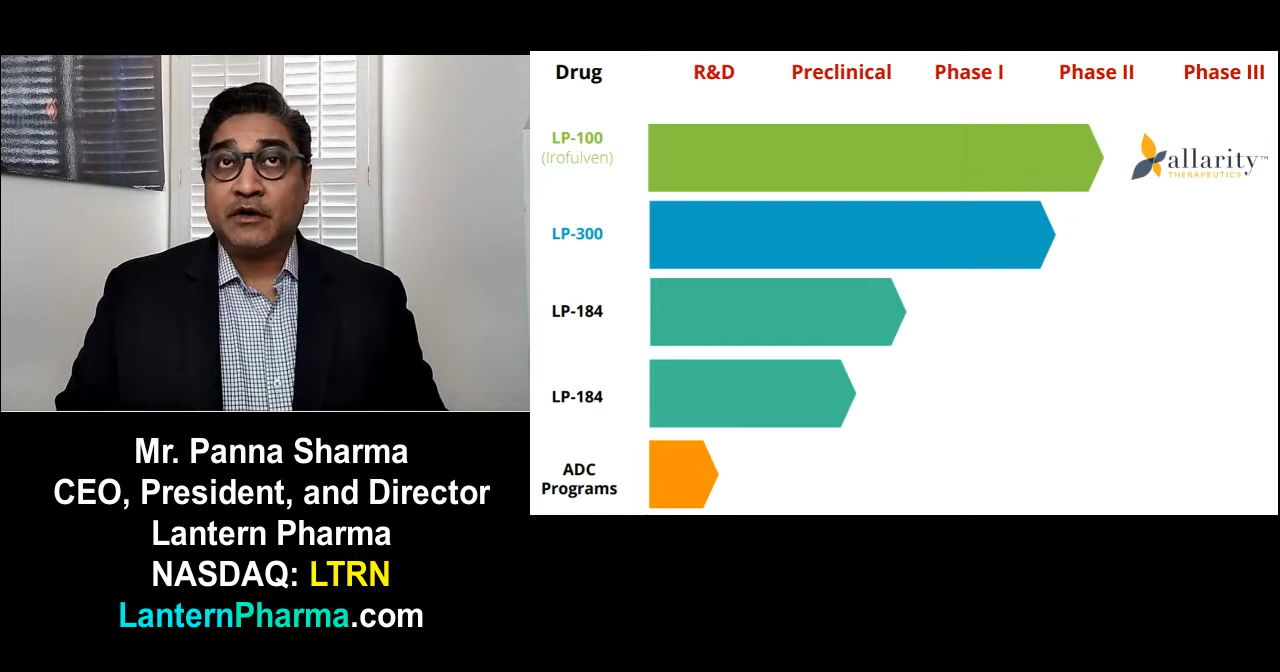 Drug R&D Preclinical Phase I Phase II Phase III
LP-100
(Irofulven)
allarity™
THERAPEUTICS
LP-300
LP-184
LP-184
ADC
Programs
Mr. Panna Sharma
CEO, President, and Director
Lantern Pharma
NASDAQ: LTRN
LanternPharma.com